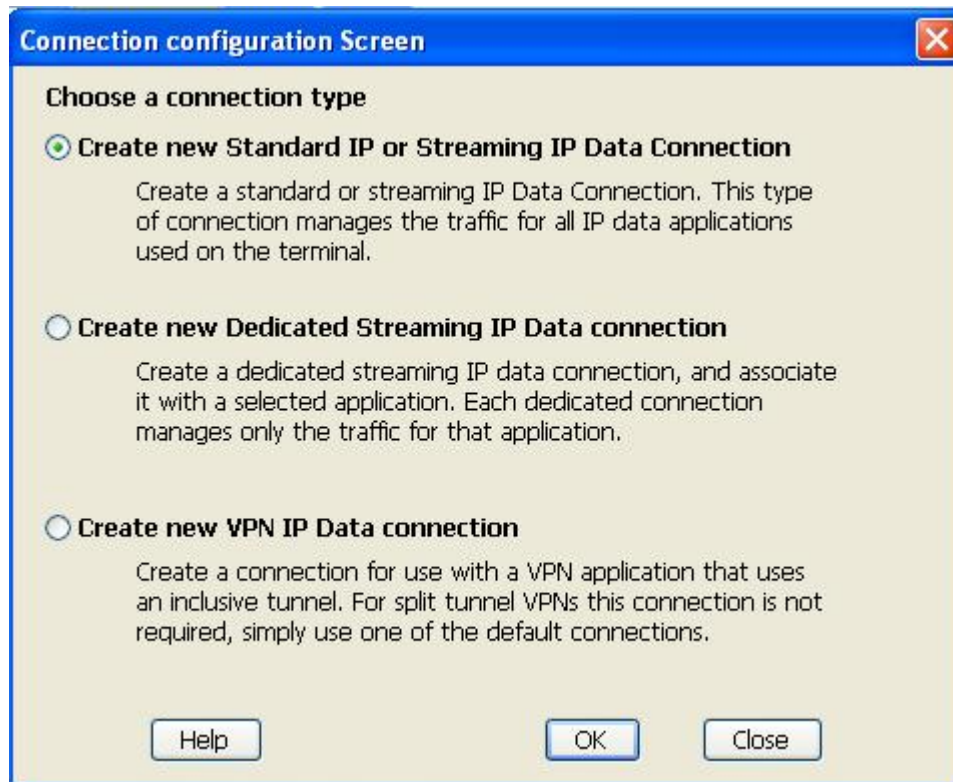 Connection configuration Screen
Choose a connection type
Create new Standard IP or Streaming IP Data Connection
Create a standard or streaming IP Data Connection. This type
of connection manages the traffic for all IP data applications
used on the terminal.
Create new Dedicated Streaming IP Data connection
Create a dedicated streaming IP data connection, and associate
it with a selected application. Each dedicated connection
manages only the traffic for that application.
Create new VPN IP Data connection
Create a connection for use with a VPN application that uses
an inclusive tunnel. For split tunnel VPNs this connection is not
required, simply use one of the default connections.
Help OK Close